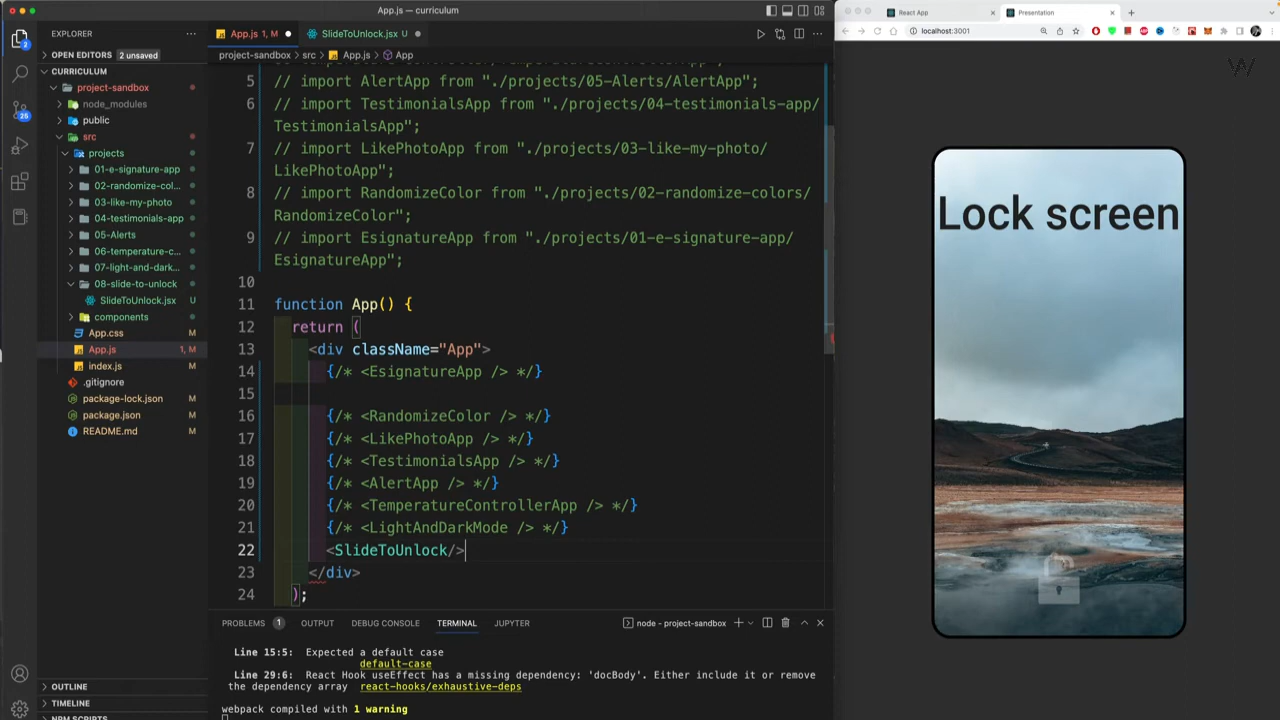 App.js — curriculum
EXPLORER
OPEN EDITORS 2 unsaved
CURRICULUM
project-sandbox
node_modules
public
src
projects
01-e-signature-app
02-randomize-col...
03-like-my-photo
04-testimonials-app
05-Alerts
06-temperature-c...
07-light-and-dark...
08-slide-to-unlock
SlideToUnlock.jsx U
components
App.css M
App.js 1, M
index.js M
.gitignore
package-lock.json M
package.json M
README.md M
OUTLINE
TIMELINE
NPM SCRIPTS
2
26
App.js 1, M
SlideToUnlock.jsx U
project-sandbox > src > App.js > App
5 // import AlertApp from "./projects/05-Alerts/AlertApp";
6 // import TestimonialsApp from "./projects/04-testimonials-app/
TestimonialsApp";
7 // import LikePhotoApp from "./projects/03-like-my-photo/
LikePhotoApp";
8 // import RandomizeColor from "./projects/02-randomize-colors/
RandomizeColor";
9 // import EsignatureApp from "./projects/01-e-signature-app/
EsignatureApp";
10
11 function App() {
12 return (
13 <div className="App">
14 {/* <EsignatureApp /> */}
15
16 {/* <RandomizeColor /> */}
17 {/* <LikePhotoApp /> */}
18 {/* <TestimonialsApp /> */}
19 {/* <AlertApp /> */}
20 {/* <TemperatureControllerApp /> */}
21 {/* <LightAndDarkMode /> */}
22 <SlideToUnlock/>
23 </div>
24 );
PROBLEMS 1 OUTPUT DEBUG CONSOLE TERMINAL JUPYTER
node - project-sandbox
Line 15:5: Expected a default case
default-case
Line 29:6: React Hook useEffect has a missing dependency: 'docBody'. Either include it or remove
the dependency array react-hooks/exhaustive-deps
webpack compiled with 1 warning
React App
Presentation
localhost:3001
W
Lock screen